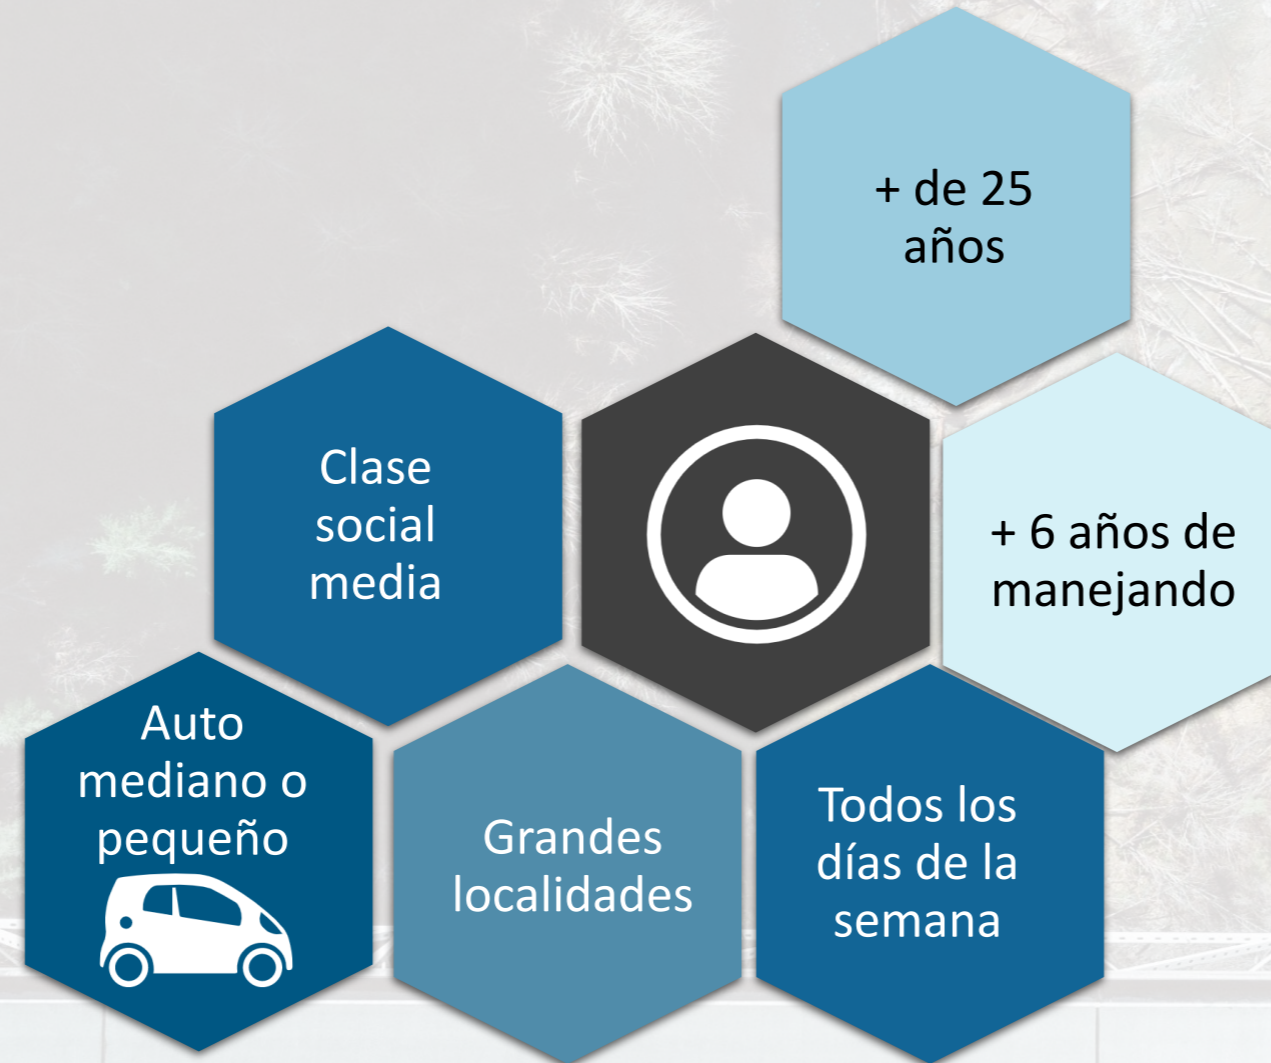 + de 25
años
Clase
social
media
+ 6 años de
manejando
Auto
mediano o
pequeño
Grandes
localidades
Todos los
días de la
semana